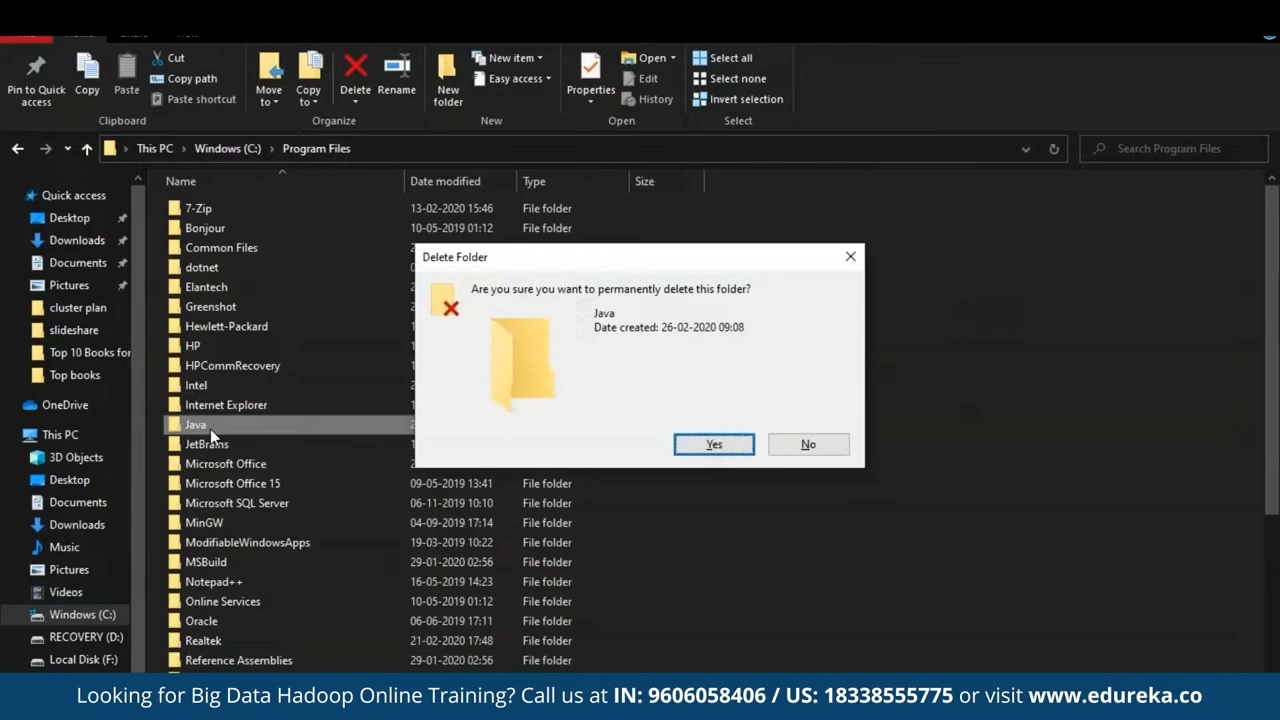 Cut
Copy path
Paste shortcut
Pin to Quick access
Copy
Paste
Move to
Copy to
Delete
Rename
New folder
New item
Easy access
Properties
Open
Edit
History
Select all
Select none
Invert selection
Clipboard
Organize
New
Open
Select
This PC > Windows (C:) > Program Files
Search Program Files
Name Date modified Type Size
Quick access
Desktop
Downloads
Documents
Pictures
cluster plan
slideshare
Top 10 Books for
Top books
OneDrive
This PC
3D Objects
Desktop
Documents
Downloads
Music
Pictures
Videos
Windows (C:)
RECOVERY (D:)
Local Disk (F:)
7-Zip 13-02-2020 15:46 File folder
Bonjour 10-05-2019 01:12 File folder
Common Files
dotnet
Elantech
Greenshot
Hewlett-Packard
HP
HPCommRecovery
Intel
Internet Explorer
Java
JetBrains
Microsoft Office
Microsoft Office 15 09-05-2019 13:41 File folder
Microsoft SQL Server 06-11-2019 10:10 File folder
MinGW 04-09-2019 17:14 File folder
ModifiableWindowsApps 19-03-2019 10:22 File folder
MSBuild 29-01-2020 02:56 File folder
Notepad++ 16-05-2019 14:23 File folder
Online Services 10-05-2019 01:12 File folder
Oracle 06-06-2019 17:11 File folder
Realtek 21-02-2020 17:48 File folder
Reference Assemblies 29-01-2020 02:56 File folder
Delete Folder
Are you sure you want to permanently delete this folder?
Java
Date created: 26-02-2020 09:08
Yes
No
Looking for Big Data Hadoop Online Training? Call us at IN: 9606058406 / US: 18338555775 or visit www.edureka.co